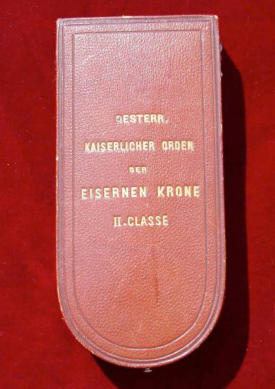 OESTERR.
KAISERLICHER ORDEN
DER
EISERNEN KRONE
II. CLASSE